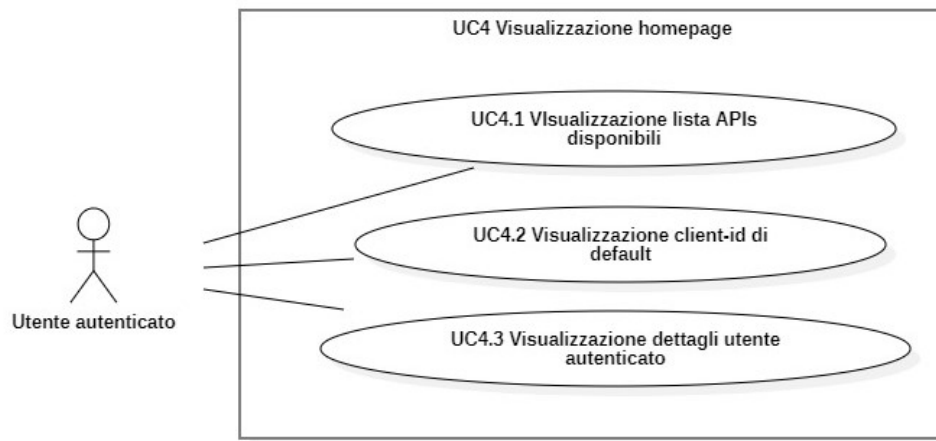 UC4 Visualizzazione homepage
UC4.1 VIsualizzazione lista APIs
disponibili
UC4.2 Visualizzazione client-id di
default
Utente autenticato
UC4.3 Visualizzazione dettagli utente
autenticato